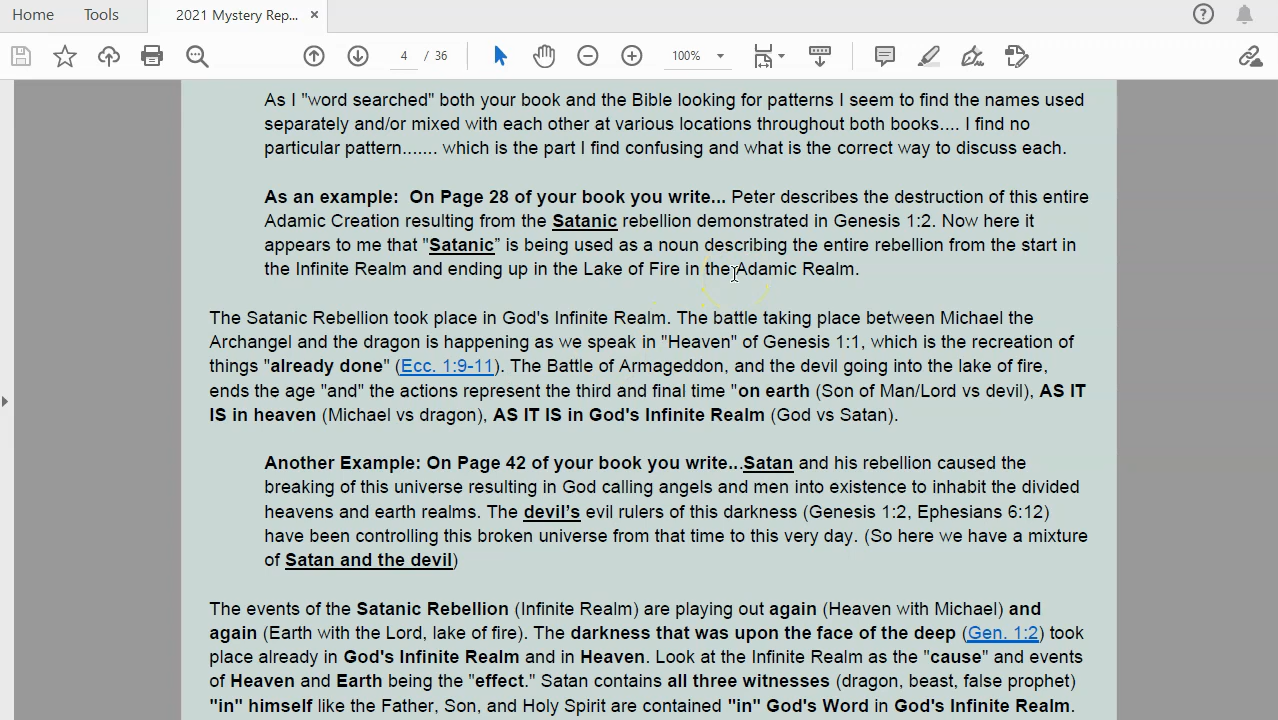 Home Tools 2021 Mystery Rep... ×
4 / 36 100%
As I "word searched" both your book and the Bible looking for patterns I seem to find the names used
separately and/or mixed with each other at various locations throughout both books.... I find no
particular pattern....... which is the part I find confusing and what is the correct way to discuss each.
As an example: On Page 28 of your book you write... Peter describes the destruction of this entire
Adamic Creation resulting from the Satanic rebellion demonstrated in Genesis 1:2. Now here it
appears to me that "Satanic” is being used as a noun describing the entire rebellion from the start in
the Infinite Realm and ending up in the Lake of Fire in the Adamic Realm.
The Satanic Rebellion took place in God's Infinite Realm. The battle taking place between Michael the
Archangel and the dragon is happening as we speak in "Heaven" of Genesis 1:1, which is the recreation of
things "already done" (Ecc. 1:9-11). The Battle of Armageddon, and the devil going into the lake of fire,
ends the age "and" the actions represent the third and final time "on earth (Son of Man/Lord vs devil), AS IT
IS in heaven (Michael vs dragon), AS IT IS in God's Infinite Realm (God vs Satan).
Another Example: On Page 42 of your book you write...Satan and his rebellion caused the
breaking of this universe resulting in God calling angels and men into existence to inhabit the divided
heavens and earth realms. The devil’s evil rulers of this darkness (Genesis 1:2, Ephesians 6:12)
have been controlling this broken universe from that time to this very day. (So here we have a mixture
of Satan and the devil)
The events of the Satanic Rebellion (Infinite Realm) are playing out again (Heaven with Michael) and
again (Earth with the Lord, lake of fire). The darkness that was upon the face of the deep (Gen. 1:2) took
place already in God's Infinite Realm and in Heaven. Look at the Infinite Realm as the "cause" and events
of Heaven and Earth being the "effect." Satan contains all three witnesses (dragon, beast, false prophet)
"in" himself like the Father, Son, and Holy Spirit are contained "in" God's Word in God's Infinite Realm.